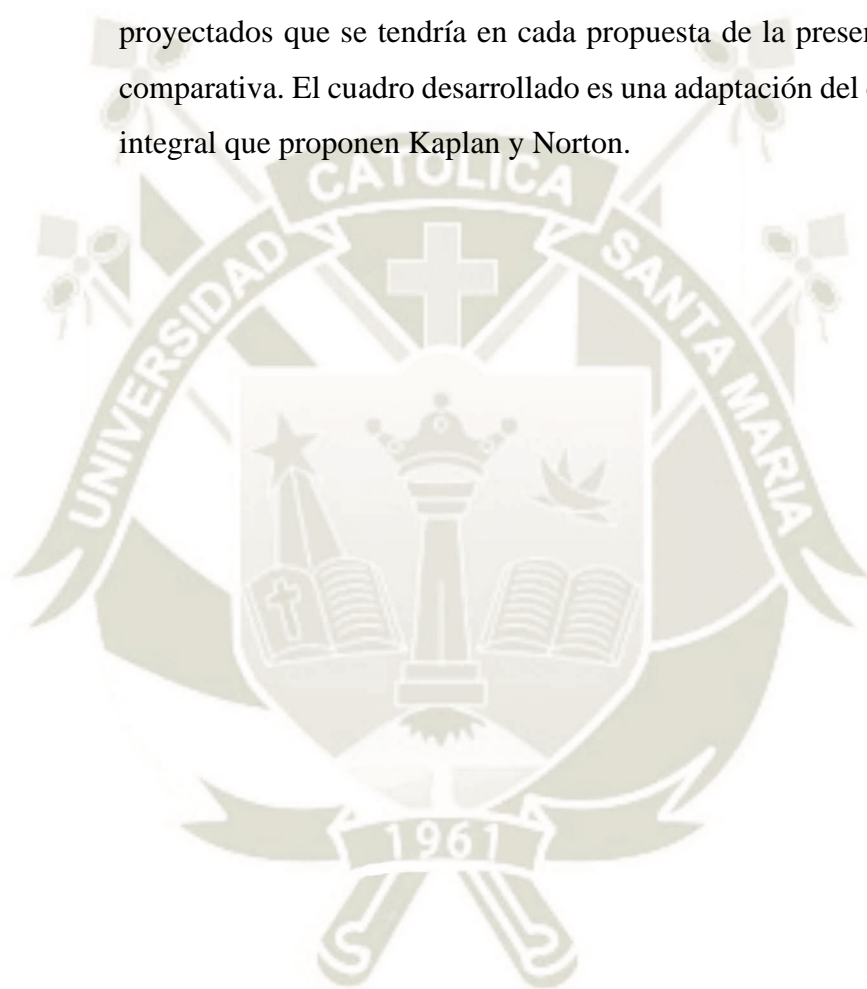 proyectados que se tendría en cada propuesta de la
comparativa. El cuadro desarrollado es una adaptación del
integral que proponen Kaplan y Norton.
CATOLICA
UNIVERSIDAD
SANTA MARIA
1961